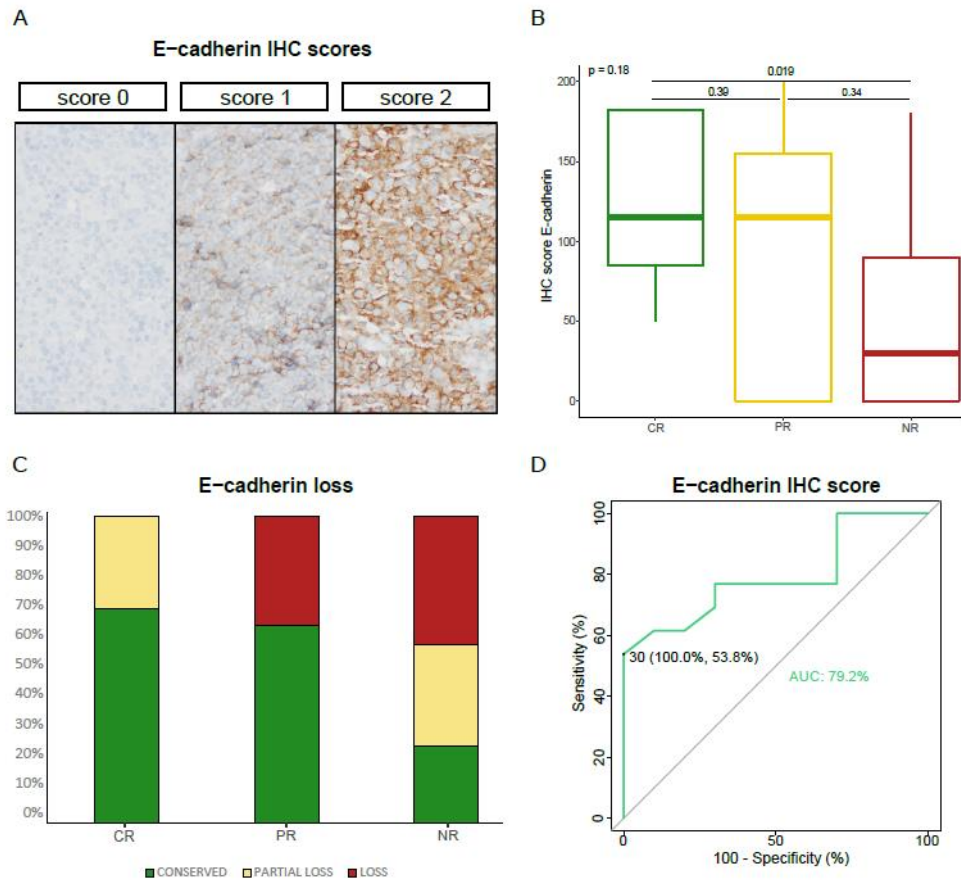 A
E−cadherin IHC scores
score 0 score 1 score 2
B
p = 0.18
0.019
0.39 0.34
200
150
100
50
0
IHC score E-cadherin
CR PR NR
C
E−cadherin loss
100%
90%
80%
70%
60%
50%
40%
30%
20%
10%
0%
CR PR NR
CONSERVED PARTIAL LOSS LOSS
D
E−cadherin IHC score
100
80
60
40
20
0
Sensitivity (%)
30 (100.0%, 53.8%)
AUC: 79.2%
0 50 100
100 - Specificity (%)